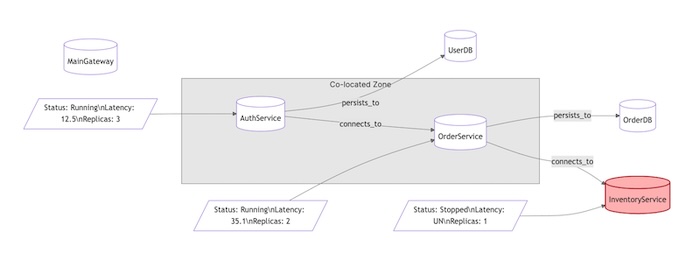 UserDB
MainGateway
Co-located Zone
Status: Running\nLatency:
12.5\nReplicas: 3
persists_to
AuthService
connects_to
persists_to
OrderDB
OrderService
connects_to
InventoryService
Status: Running\nLatency:
35.1\nReplicas: 2
Status: Stopped\nLatency:
UN\nReplicas: 1